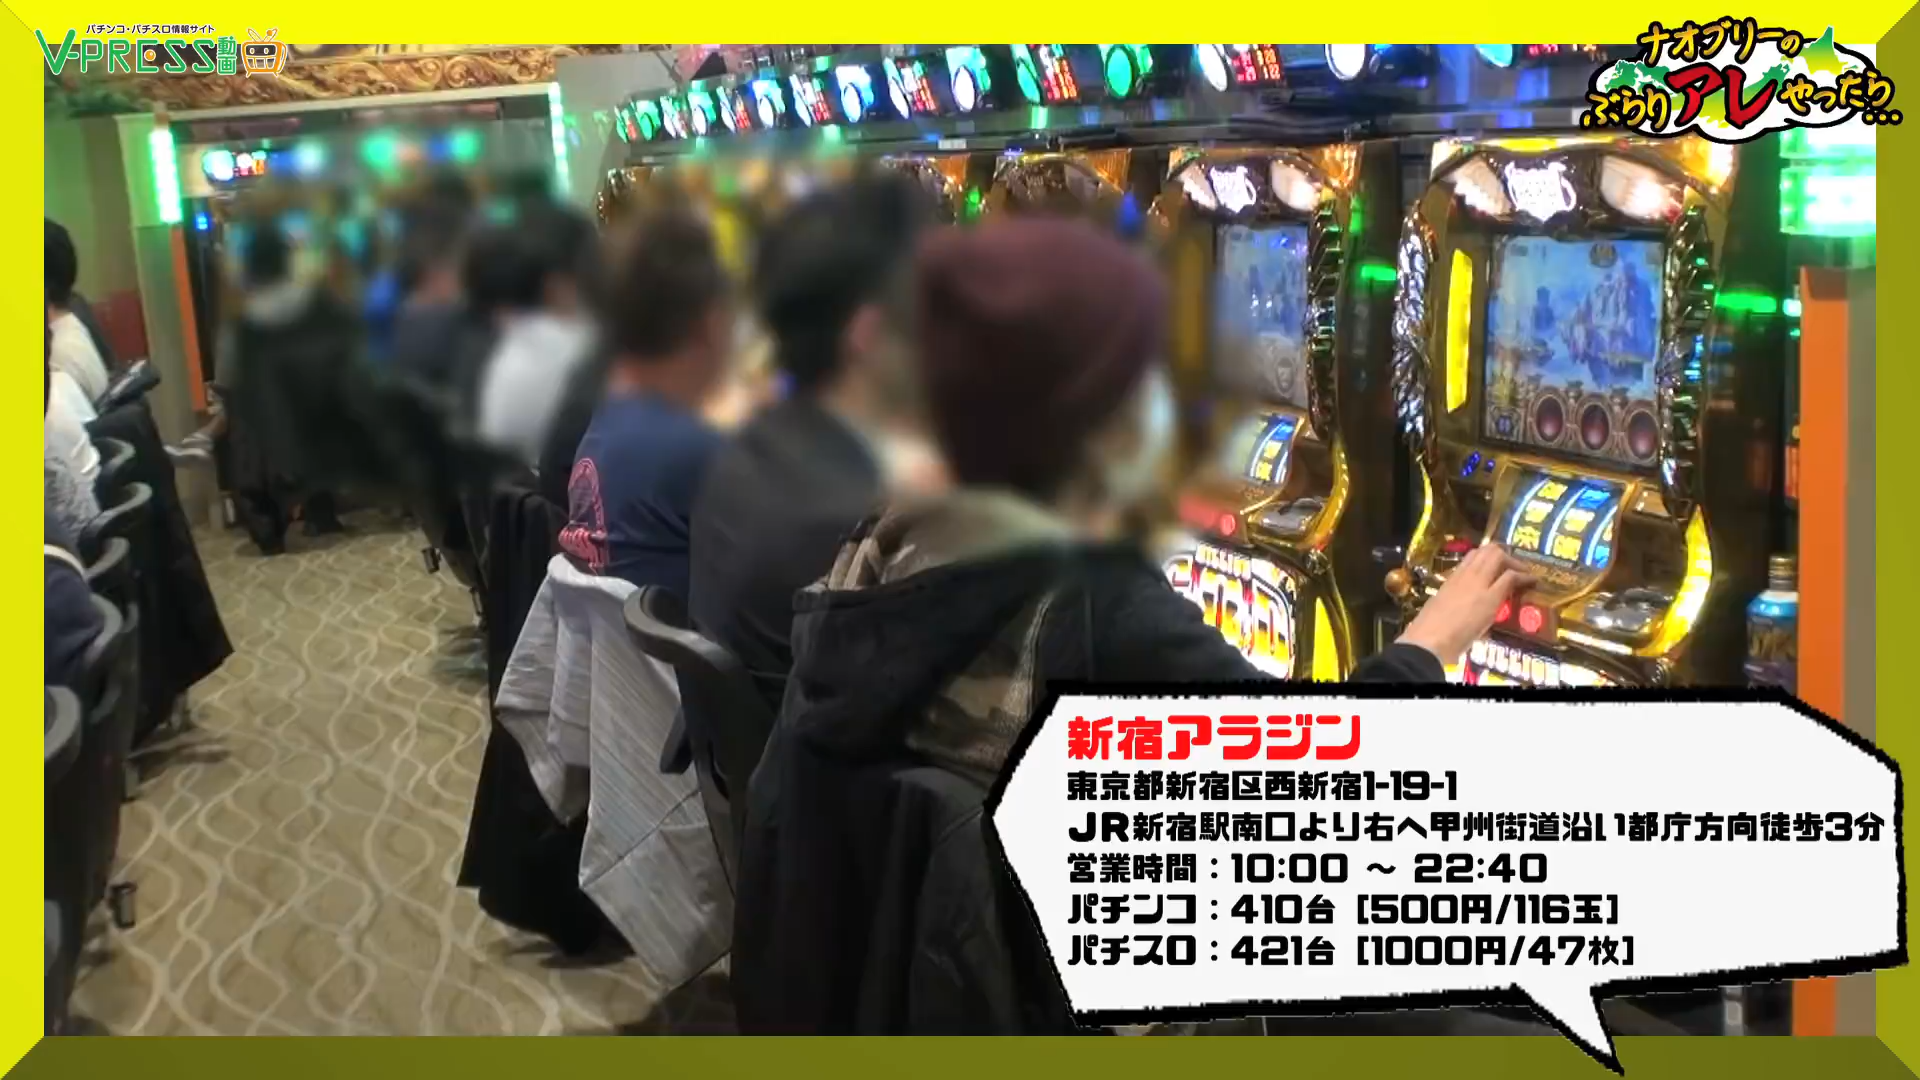 パチンコ・パチスロ情報サイト
V-PRESS動画
ナオブリーの
ぶらりアレやったら...
新宿アラジン
東京都新宿区西新宿1-19-1
JR新宿駅南口より右へ甲州街道沿い都庁方向徒歩3分
営業時間：10:00 ～ 22:40
パチンコ：410台 [500円/116玉]
パチスロ：421台 [1000円/47枚]